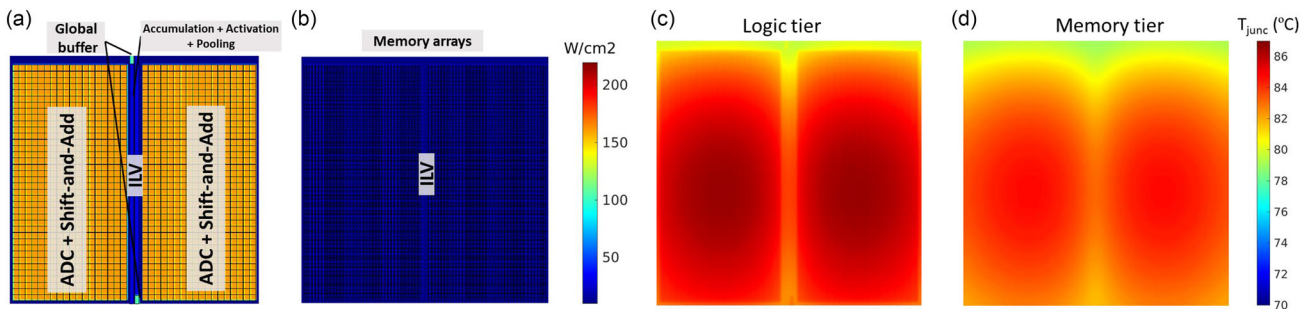 (a)
Global
buffer
Accumulation + Activation
+ Pooling
ADC + Shift-and-Add
ILV
ADC + Shift-and-Add
(b)
Memory arrays
ILV
W/cm2
200
150
100
50
(c)
Logic tier
(d)
Memory tier
Tjunc (°C)
86
84
82
80
78
76
74
72
70